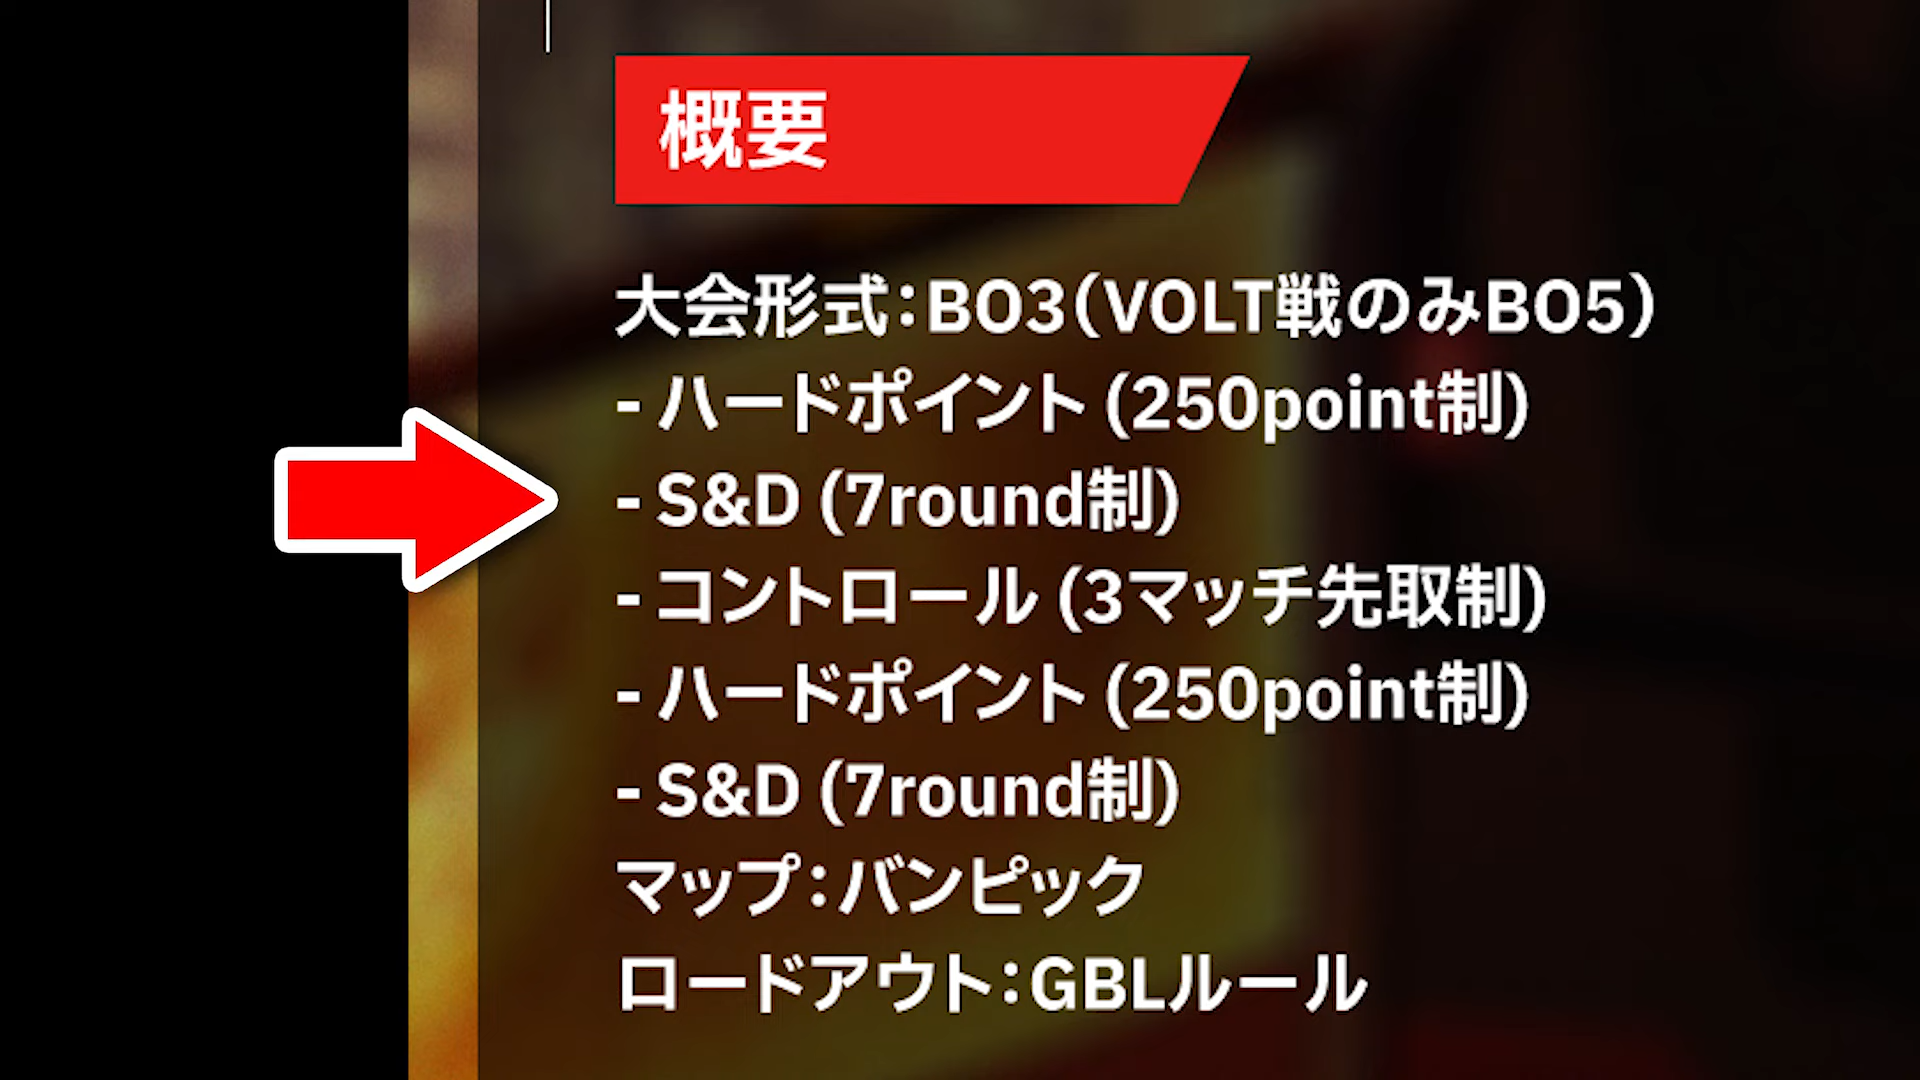 概要
大会形式：BO3（VOLT戦のみBO5）
- ハードポイント (250point制)
- S&D (7round制)
- コントロール (3マッチ先取制)
- ハードポイント (250point制)
- S&D (7round制)
マップ：バンピック
ロードアウト：GBLルール